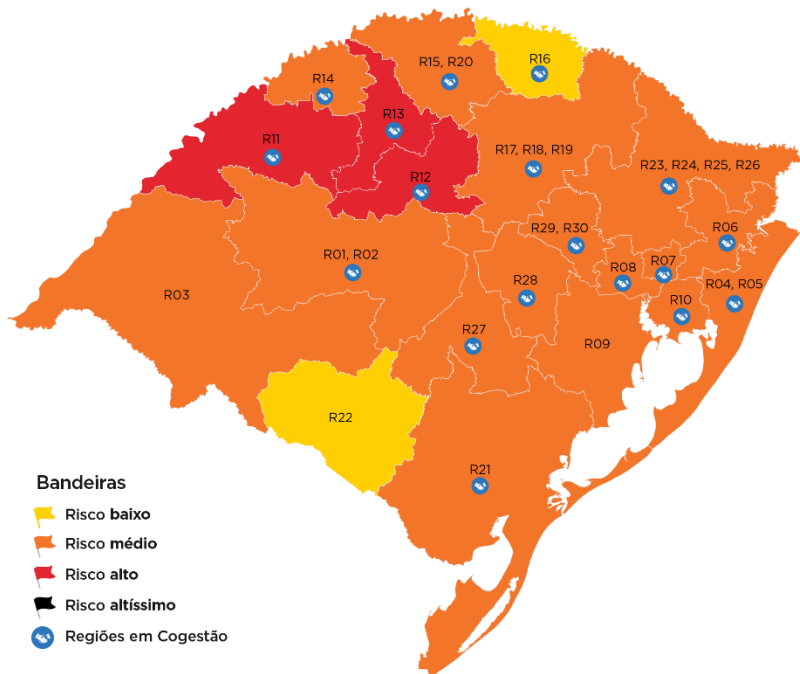 R14
R15, R20
R16
R13
R11
R12
R17, R18, R19
R23, R24, R25, R26
R29, R30
R06
R01, R02
R03
R28
R08
R07
R04, R05
R10
R27
R09
R22
R21
Bandeiras
Risco baixo
Risco médio
Risco alto
Risco altíssimo
Regiões em Cogestão